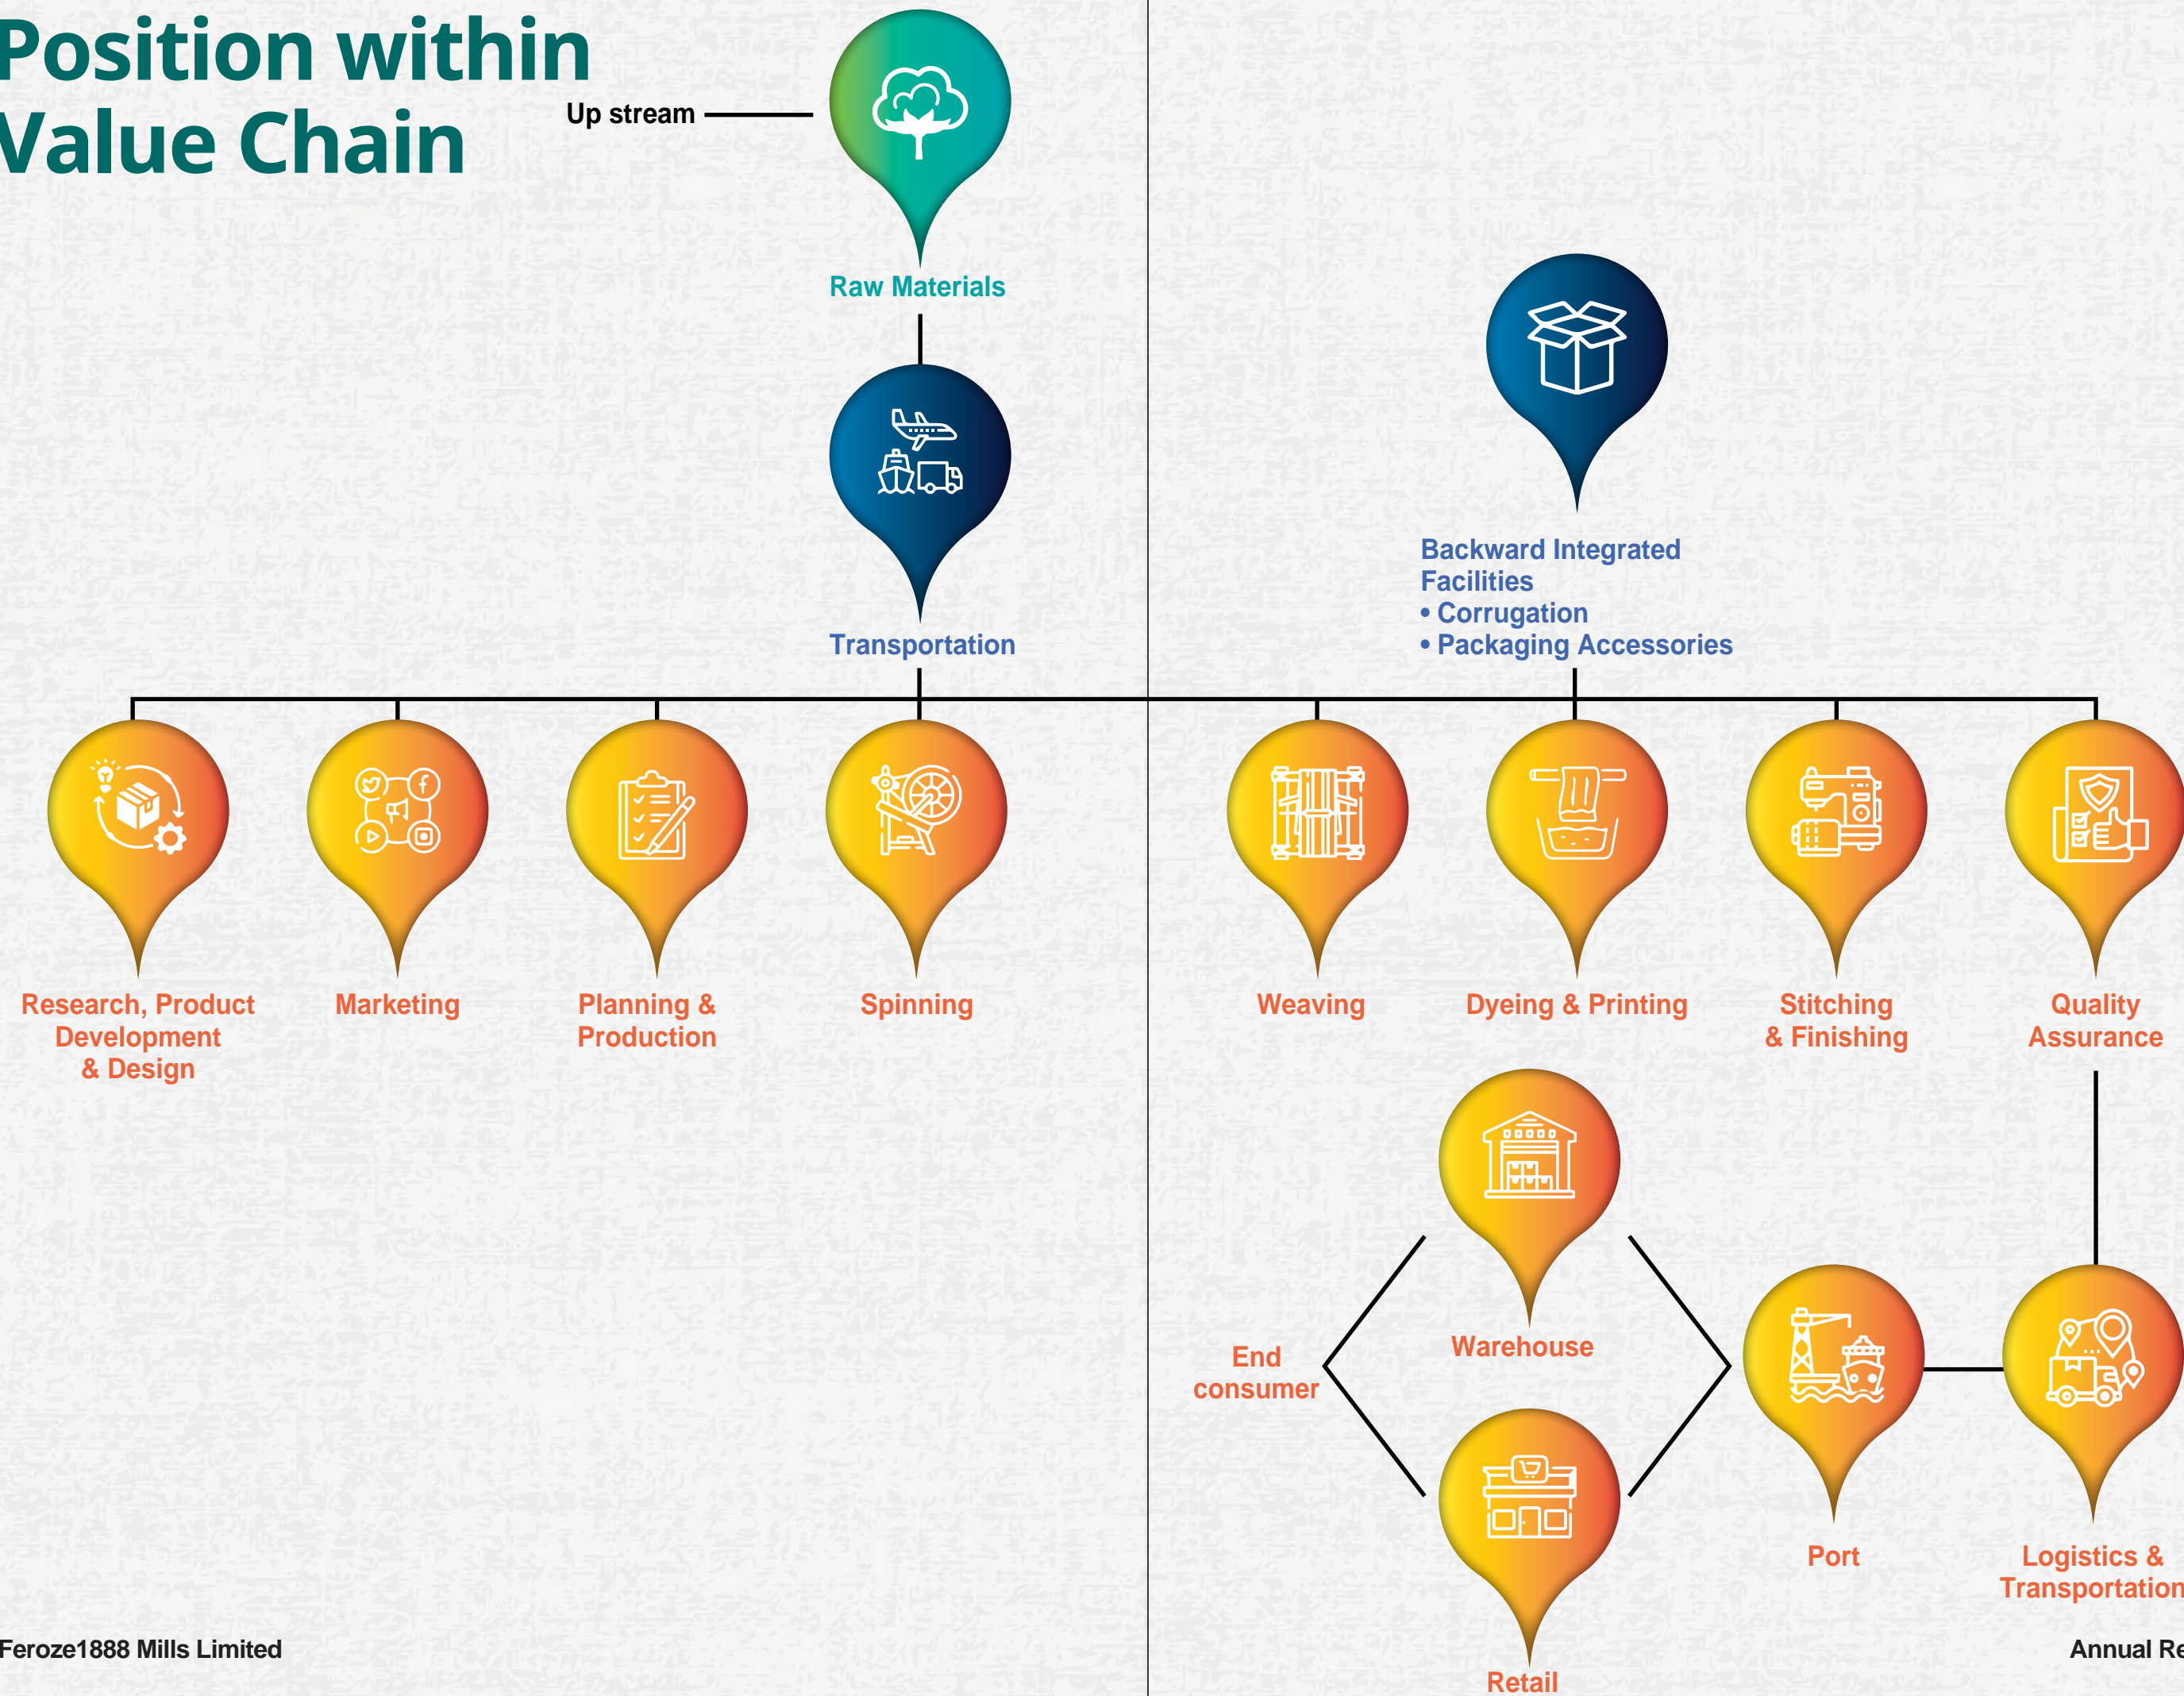 Position within
Value Chain
Up stream
Raw Materials
Transportation
Backward Integrated
Facilities
• Corrugation
• Packaging Accessories
Research, Product
Development
& Design
Marketing
Planning &
Production
Spinning
Weaving
Dyeing & Printing
Stitching
& Finishing
Quality
Assurance
Warehouse
End
consumer
Retail
Port
Logistics &
Transportation
Feroze1888 Mills Limited
Annual Re